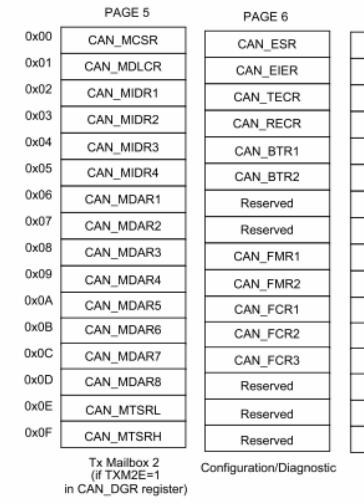 PAGE 5 PAGE 6
0x00 CAN_MCSR CAN_ESR
0x01 CAN_MDLCR CAN_EIER
0x02 CAN_MIDR1 CAN_TECR
0x03 CAN_MIDR2 CAN_RECR
0x04 CAN_MIDR3 CAN_BTR1
0x05 CAN_MIDR4 CAN_BTR2
0x06 CAN_MDAR1 Reserved
0x07 CAN_MDAR2 Reserved
0x08 CAN_MDAR3 CAN_FMR1
0x09 CAN_MDAR4 CAN_FMR2
0x0A CAN_MDAR5 CAN_FCR1
0x0B CAN_MDAR6 CAN_FCR2
0x0C CAN_MDAR7 CAN_FCR3
0x0D CAN_MDAR8 Reserved
0x0E CAN_MTSRL Reserved
0x0F CAN_MTSRH Reserved
Tx Mailbox 2 Configuration/Diagnostic
(if TXM2E=1
in CAN_DGR register)